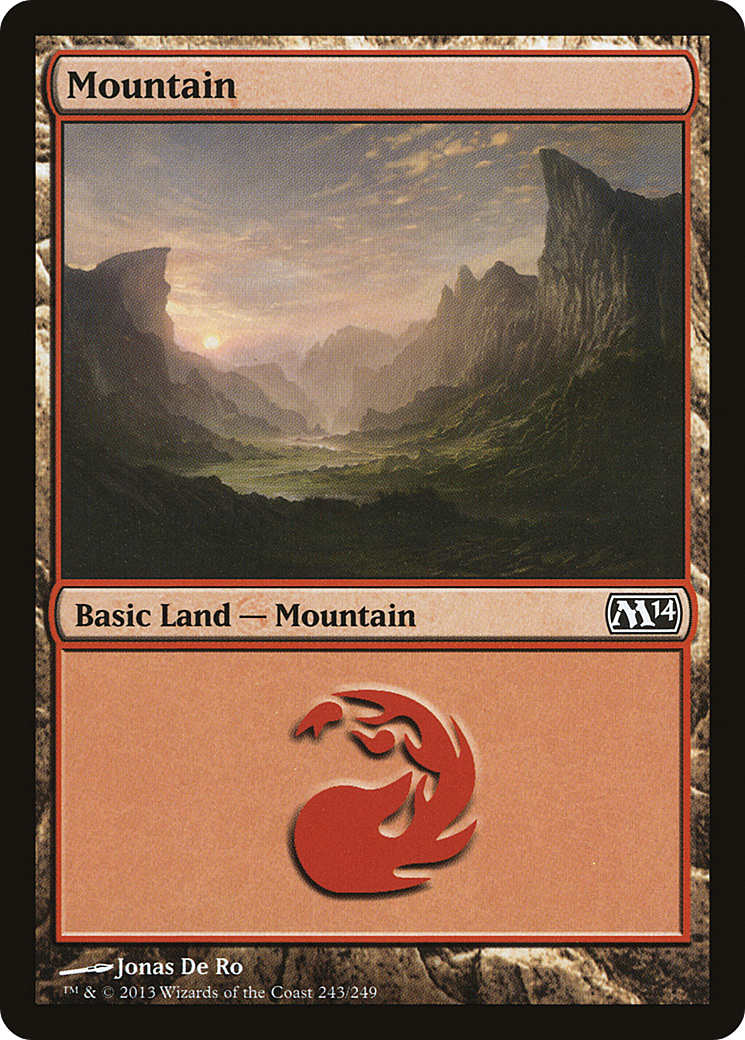 Mountain
Basic Land — Mountain
M14
Jonas De Ro
™ & © 2013 Wizards of the Coast 243/249